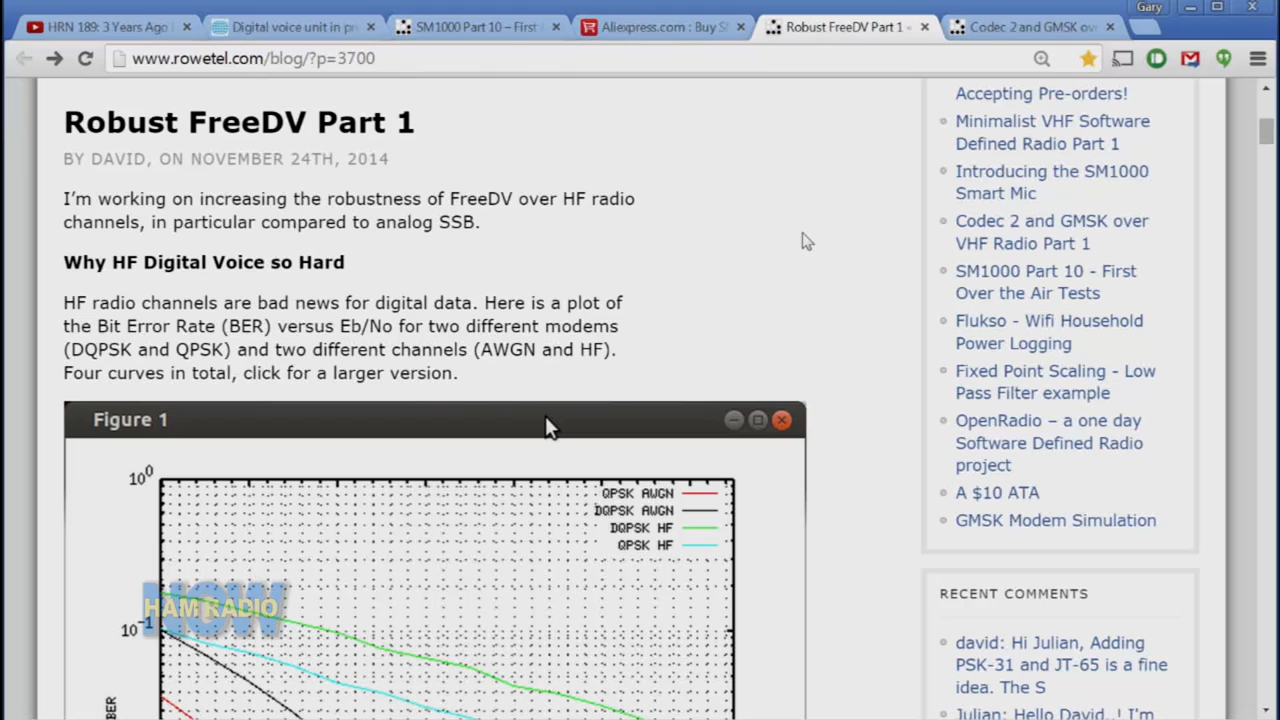 Gary
HRN 189: 3 Years Ago
Digital voice unit in pr
SM1000 Part 10 – First
Aliexpress.com : Buy S
Robust FreeDV Part 1 «
Codec 2 and GMSK ov
www.rowetel.com/blog/?p=3700
Robust FreeDV Part 1
BY DAVID, ON NOVEMBER 24TH, 2014
I'm working on increasing the robustness of FreeDV over HF radio
channels, in particular compared to analog SSB.
Why HF Digital Voice so Hard
HF radio channels are bad news for digital data. Here is a plot of
the Bit Error Rate (BER) versus Eb/No for two different modems
(DQPSK and QPSK) and two different channels (AWGN and HF).
Four curves in total, click for a larger version.
Figure 1
10^0
QPSK AWGN
DQPSK AWGN
DQPSK HF
QPSK HF
10^-1
BER
NOW
HAM RADIO
Accepting Pre-orders!
Minimalist VHF Software
Defined Radio Part 1
Introducing the SM1000
Smart Mic
Codec 2 and GMSK over
VHF Radio Part 1
SM1000 Part 10 - First
Over the Air Tests
Flukso - Wifi Household
Power Logging
Fixed Point Scaling - Low
Pass Filter example
OpenRadio – a one day
Software Defined Radio
project
A $10 ATA
GMSK Modem Simulation
RECENT COMMENTS
david: Hi Julian, Adding
PSK-31 and JT-65 is a fine
idea. The S
Julian: Hello David..! I'm